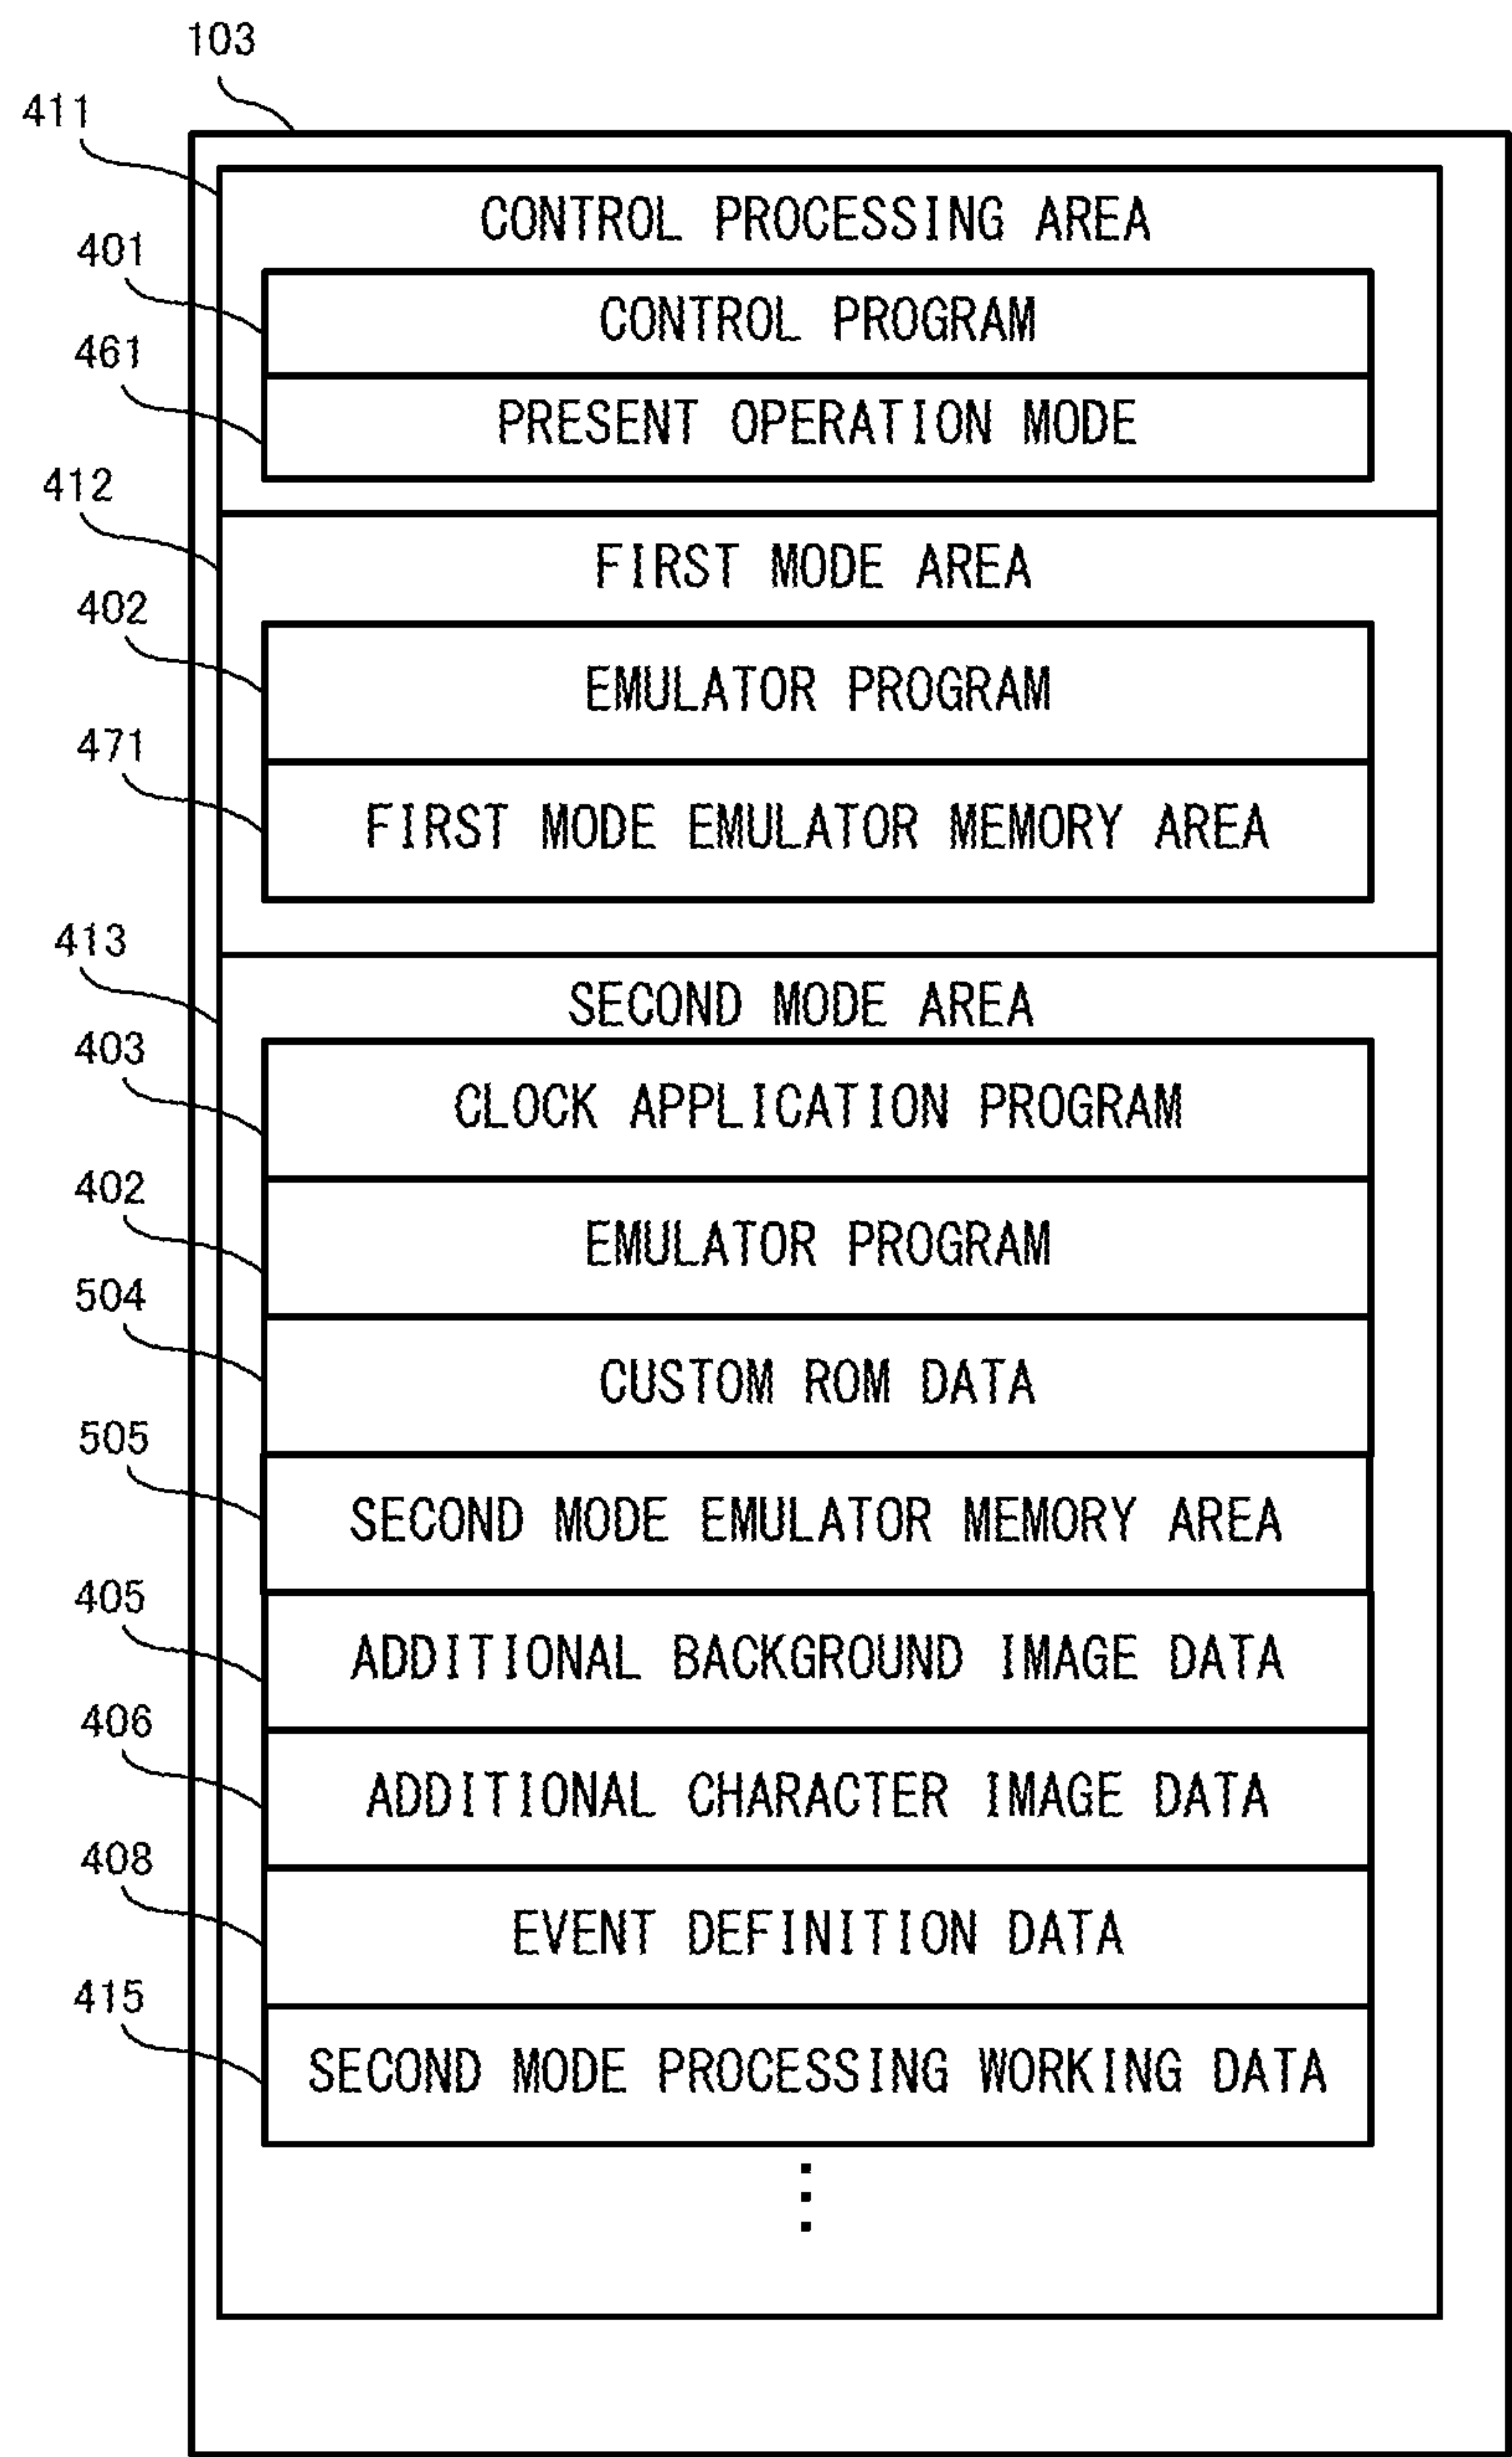 103
411
CONTROL PROCESSING AREA
401
CONTROL PROGRAM
461
PRESENT OPERATION MODE
412
FIRST MODE AREA
402
EMULATOR PROGRAM
471
FIRST MODE EMULATOR MEMORY AREA
413
SECOND MODE AREA
403
CLOCK APPLICATION PROGRAM
402
EMULATOR PROGRAM
504
CUSTOM ROM DATA
505
SECOND MODE EMULATOR MEMORY AREA
405
ADDITIONAL BACKGROUND IMAGE DATA
406
ADDITIONAL CHARACTER IMAGE DATA
408
EVENT DEFINITION DATA
415
SECOND MODE PROCESSING WORKING DATA